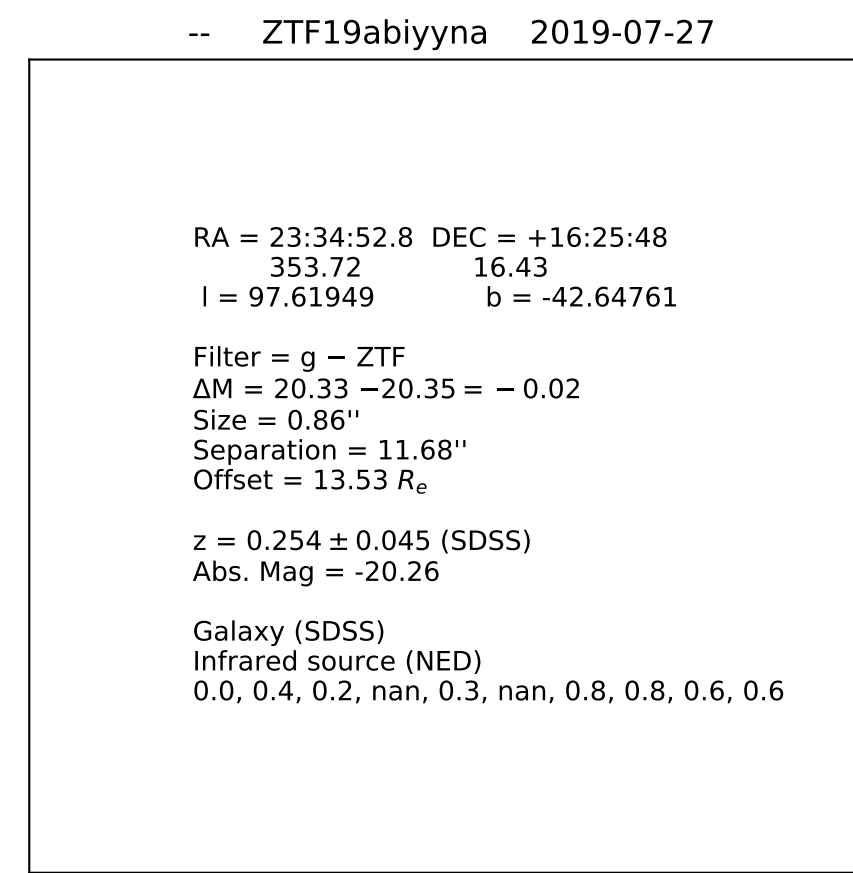 -- ZTF19abiyyna 2019-07-27
RA = 23:34:52.8 DEC = +16:25:48
353.72 16.43
l = 97.61949 b = -42.64761
Filter = g − ZTF
ΔM = 20.33 −20.35 = − 0.02
Size = 0.86''
Separation = 11.68''
Offset = 13.53 Rₑ
z = 0.254 ± 0.045 (SDSS)
Abs. Mag = -20.26
Galaxy (SDSS)
Infrared source (NED)
0.0, 0.4, 0.2, nan, 0.3, nan, 0.8, 0.8, 0.6, 0.6